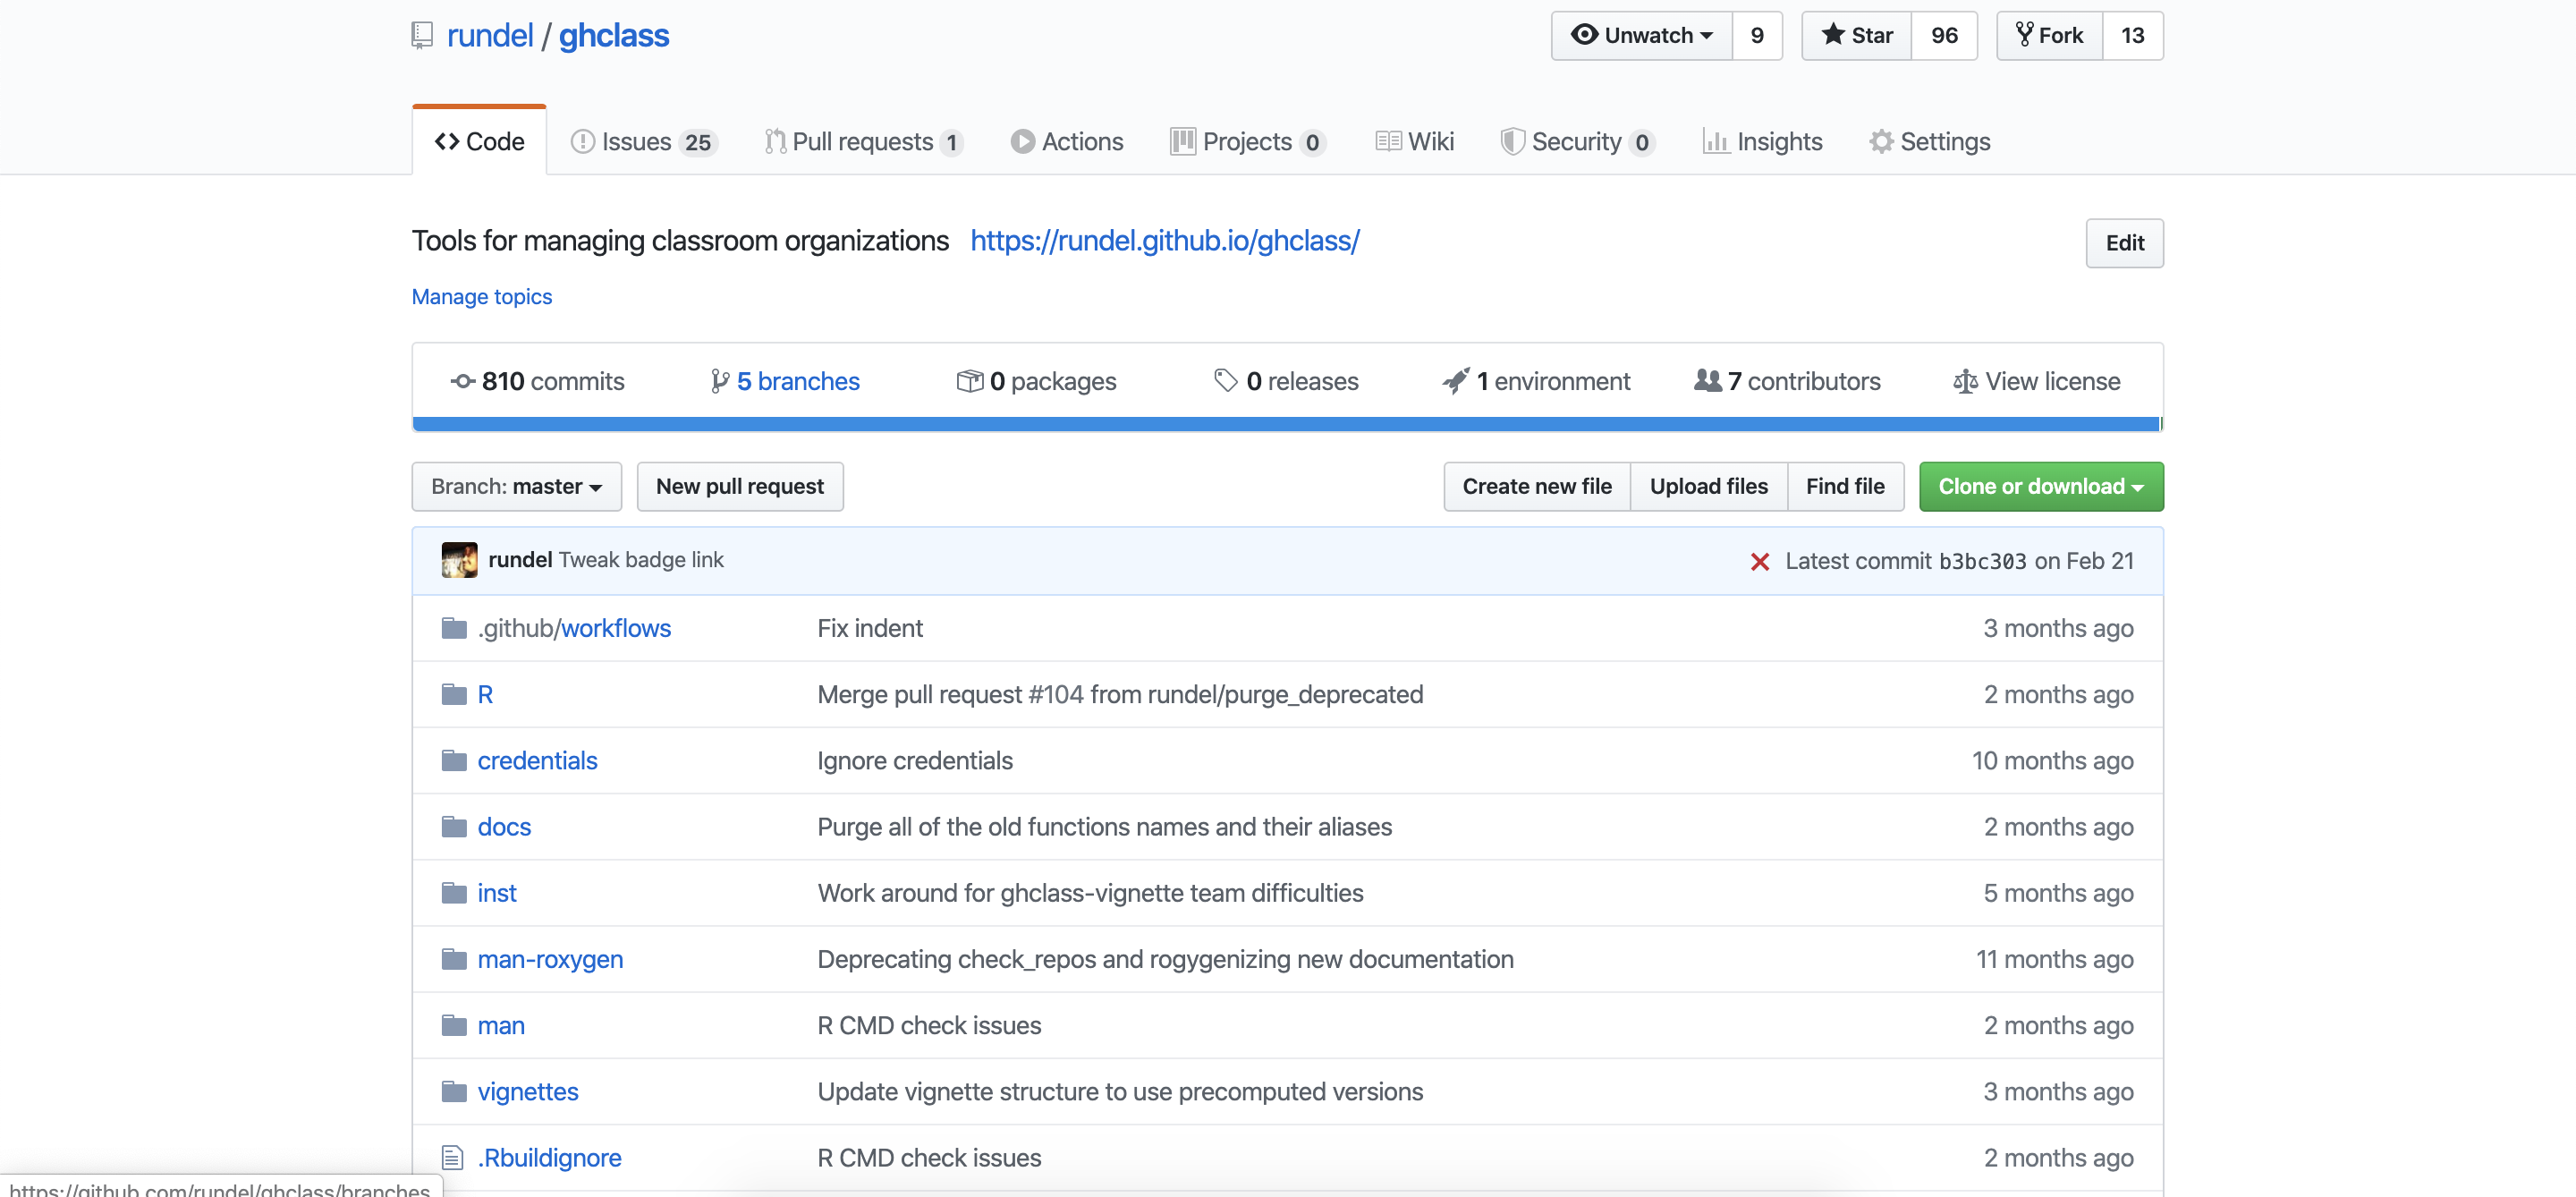 rundel / ghclass Unwatch 9 Star 96 Fork 13
Code Issues 25 Pull requests 1 Actions Projects 0 Wiki Security 0 Insights Settings
Tools for managing classroom organizations https://rundel.github.io/ghclass/ Edit
Manage topics
810 commits 5 branches 0 packages 0 releases 1 environment 7 contributors View license
Branch: master New pull request Create new file Upload files Find file Clone or download
rundel Tweak badge link Latest commit b3bc303 on Feb 21
.github/workflows Fix indent 3 months ago
R Merge pull request #104 from rundel/purge_deprecated 2 months ago
credentials Ignore credentials 10 months ago
docs Purge all of the old functions names and their aliases 2 months ago
inst Work around for ghclass-vignette team difficulties 5 months ago
man-roxygen Deprecating check_repos and rogygenizing new documentation 11 months ago
man R CMD check issues 2 months ago
vignettes Update vignette structure to use precomputed versions 3 months ago
.Rbuildignore R CMD check issues 2 months ago
https://github.com/rundel/ghclass/branches